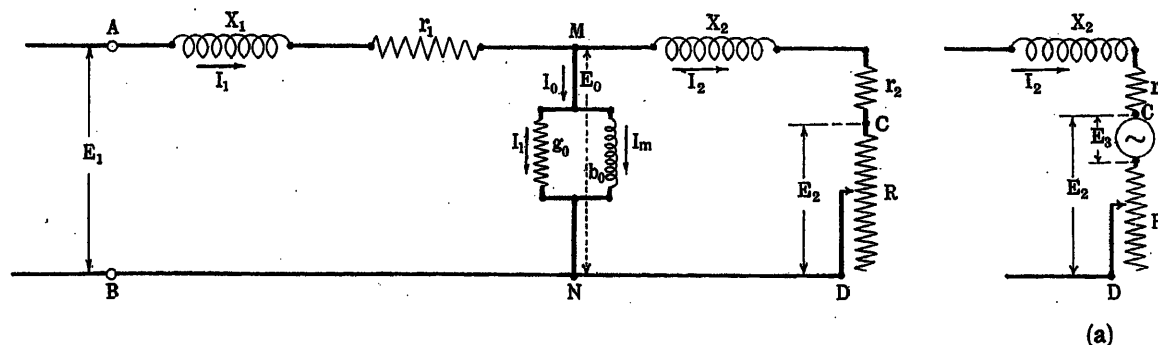 A X₁ r₁ M X₂ X₂
I₁ I₀ E₀ I₂ I₂
r₂ r
C C
E₁ I₁ g₀ Iₘ E₃
b₀ E₂ R E₂
B N D D
(a)